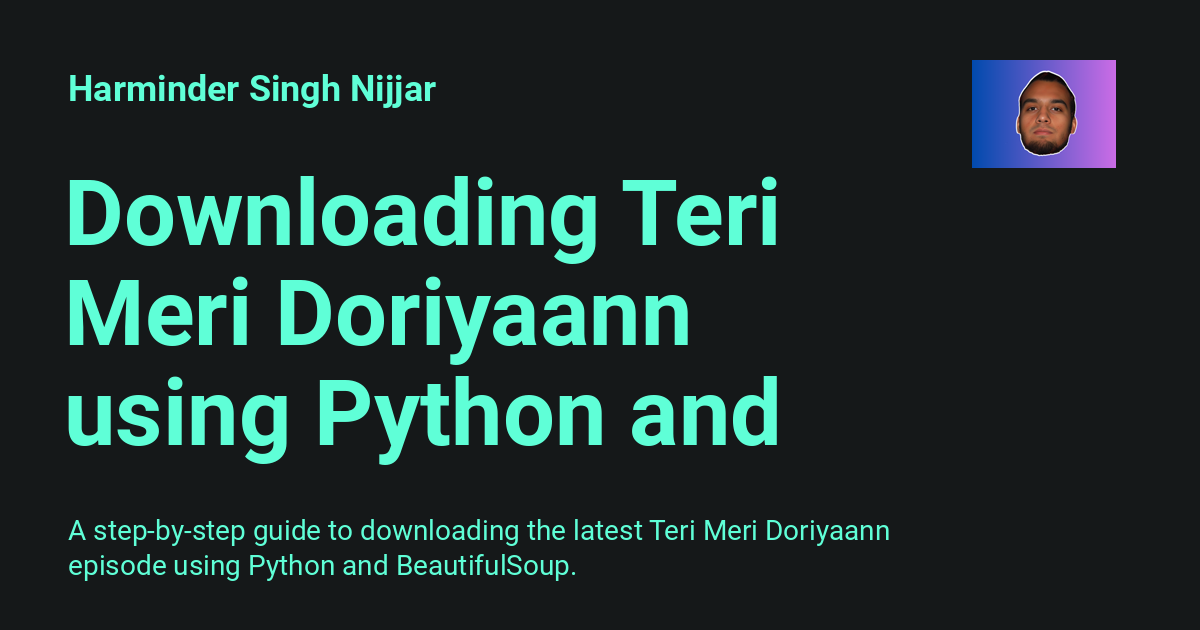 Harminder Singh Nijjar
Downloading Teri
Meri Doriyaann
using Python and
A step-by-step guide to downloading the latest Teri Meri Doriyaann
episode using Python and BeautifulSoup.